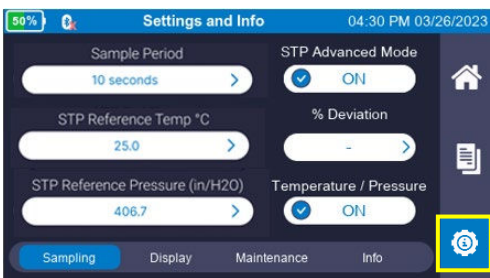 50% Settings and Info 04:30 PM 03/26/2023
Sample Period STP Advanced Mode
10 seconds ON
STP Reference Temp °C % Deviation
25.0 -
STP Reference Pressure (in/H2O) Temperature / Pressure
406.7 ON
Sampling Display Maintenance Info